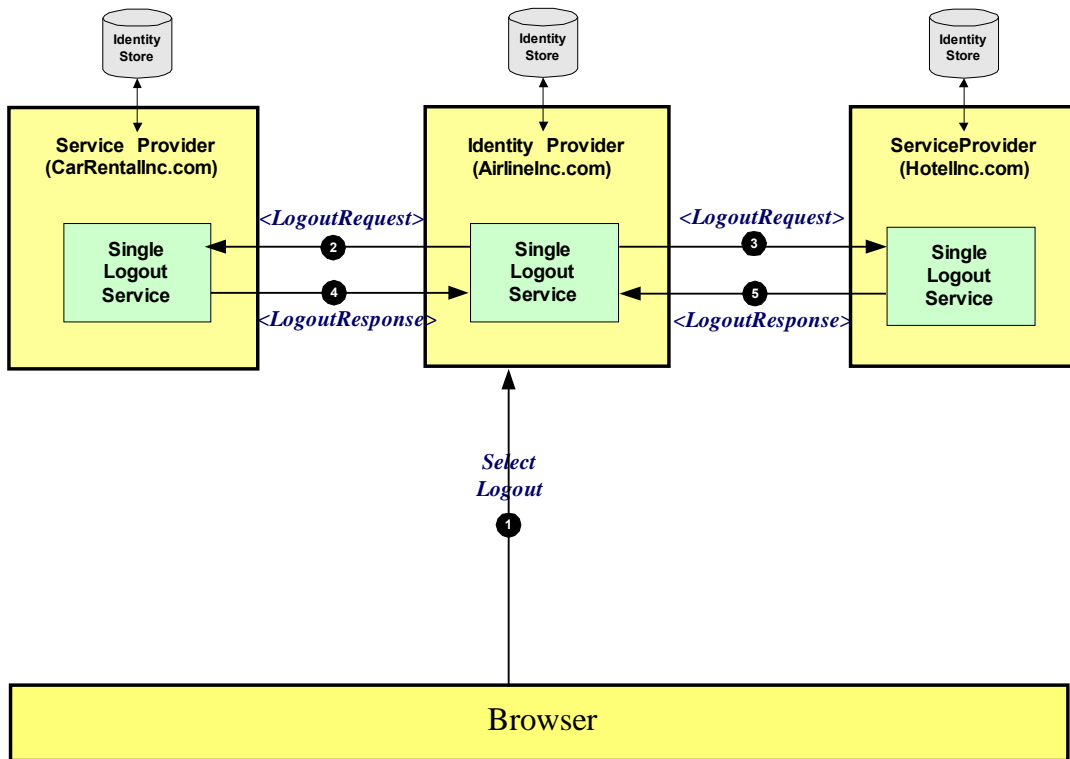 Identity
Store
Identity
Store
Identity
Store
Service Provider
(CarRentalInc.com)
Identity Provider
(AirlineInc.com)
ServiceProvider
(HotelInc.com)
<LogoutRequest>
<LogoutRequest>
2
3
Single
Logout
Service
Single
Logout
Service
Single
Logout
Service
4
5
<LogoutResponse>
<LogoutResponse>
Select
Logout
1
Browser